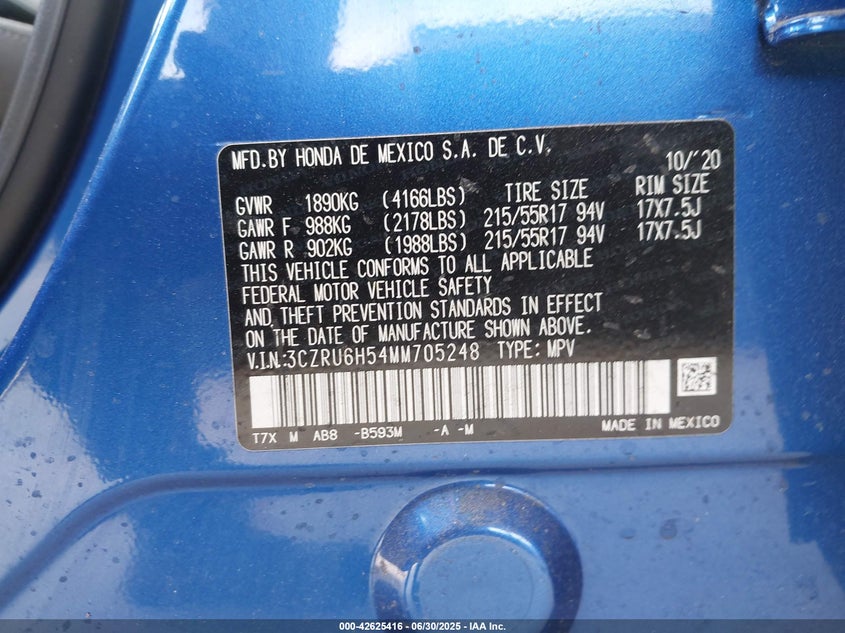 MFD.BY HONDA DE MEXICO S.A. DE C.V. 10/'20
GVWR 1890KG (4166LBS) TIRE SIZE RIM SIZE
GAWR F 988KG (2178LBS) 215/55R17 94V 17X7.5J
GAWR R 902KG (1988LBS) 215/55R17 94V 17X7.5J
THIS VEHICLE CONFORMS TO ALL APPLICABLE
FEDERAL MOTOR VEHICLE SAFETY
AND THEFT PREVENTION STANDARDS IN EFFECT
ON THE DATE OF MANUFACTURE SHOWN ABOVE.
V.I.N.:3CZRU6H54MM705248 TYPE: MPV
T7X M AB8 -B593M -A -M MADE IN MEXICO
000-42625416 - 06/30/2025 - IAA Inc.